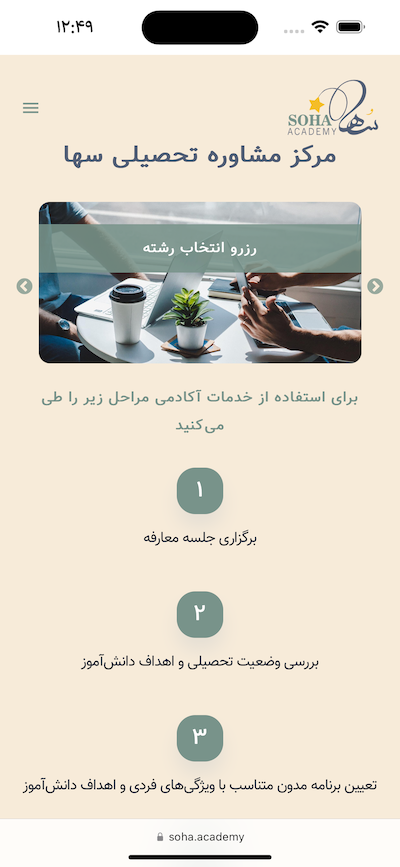 ۱۲:۴۹
SOHA
ACADEMY
سها
مرکز مشاوره تحصیلی سها
رزرو انتخاب رشته
برای استفاده از خدمات آکادمی مراحل زیر را طی
می‌کنید
۱
برگزاری جلسه معارفه
۲
بررسی وضعیت تحصیلی و اهداف دانش‌آموز
۳
تعیین برنامه مدون متناسب با ویژگی‌های فردی و اهداف دانش‌آموز
soha.academy